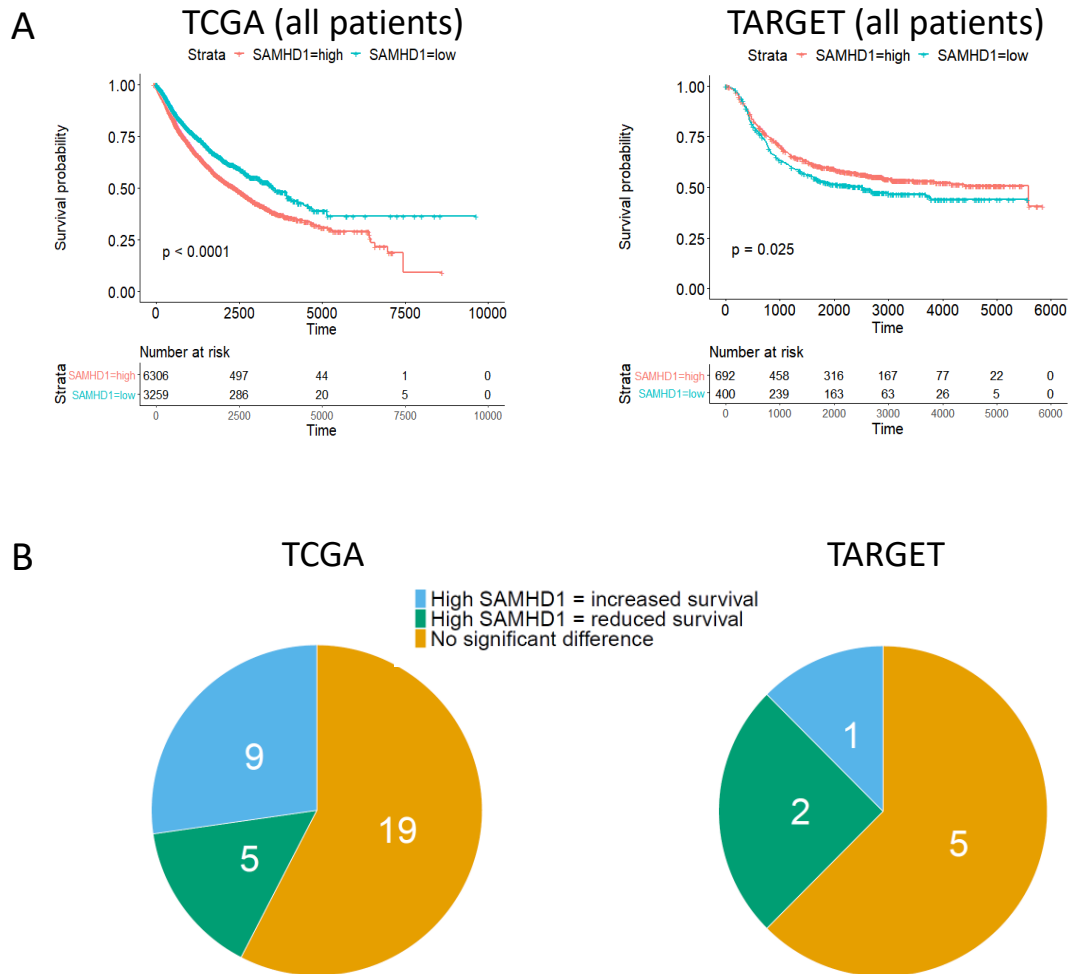 A
TCGA (all patients)
Strata SAMHD1=high SAMHD1=low
Survival probability
1.00
0.75
0.50
0.25
0.00
p < 0.0001
0 2500 5000 7500 10000
Time
Number at risk
Strata
SAMHD1=high 6306 497 44 1 0
SAMHD1=low 3259 286 20 5 0
0 2500 5000 7500 10000
Time
TARGET (all patients)
Strata SAMHD1=high SAMHD1=low
Survival probability
1.00
0.75
0.50
0.25
0.00
p = 0.025
0 1000 2000 3000 4000 5000 6000
Time
Number at risk
Strata
SAMHD1=high 692 458 316 167 77 22 0
SAMHD1=low 400 239 163 63 26 5 0
0 1000 2000 3000 4000 5000 6000
Time
B
TCGA
TARGET
High SAMHD1 = increased survival
High SAMHD1 = reduced survival
No significant difference
9
5
19
1
2
5